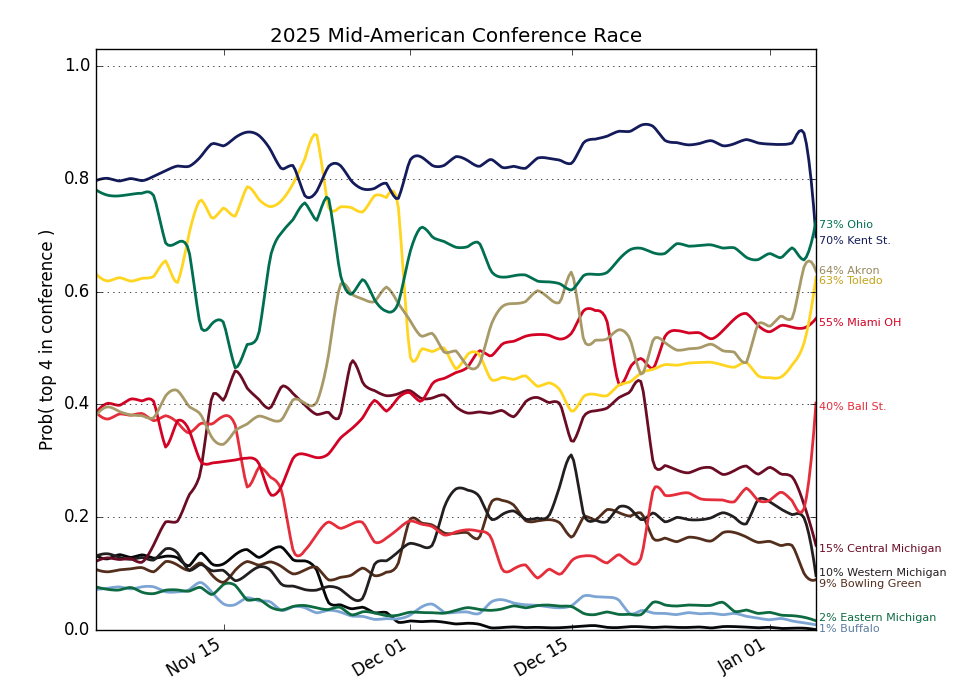 2025 Mid-American Conference Race
Prob( top 4 in conference )
1.0
0.8
0.6
0.4
0.2
0.0
Nov 15
Dec 01
Dec 15
Jan 01
73% Ohio
70% Kent St.
64% Akron
63% Toledo
55% Miami OH
40% Ball St.
15% Central Michigan
10% Western Michigan
9% Bowling Green
2% Eastern Michigan
1% Buffalo